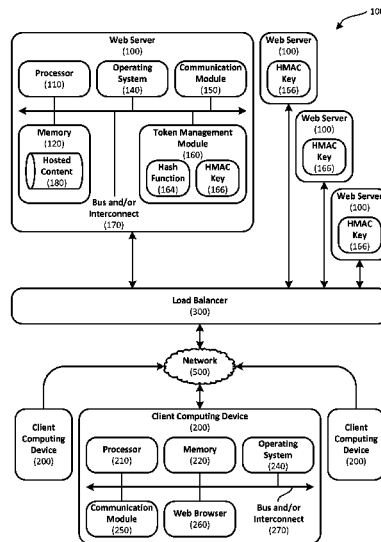 100
Web Server
(100)
Processor
(110)
Operating
System
(140)
Communication
Module
(150)
Memory
(120)
Hosted
Content
(180)
Token Management
Module
(160)
Hash
Function
(164)
HMAC
Key
(166)
Bus and/or
Interconnect
(170)
Web Server
(100)
HMAC
Key
(166)
Web Server
(100)
HMAC
Key
(166)
Web Server
(100)
HMAC
Key
(166)
Load Balancer
(300)
Network
(500)
Client
Computing
Device
(200)
Client Computing Device
(200)
Processor
(210)
Memory
(220)
Operating
System
(240)
Communication
Module
(250)
Web Browser
(260)
Bus and/or
Interconnect
(270)
Client
Computing
Device
(200)